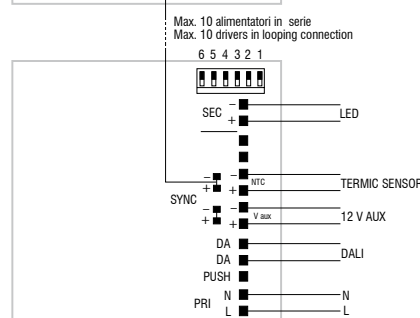 Max. 10 alimentatori in serie
Max. 10 drivers in looping connection
6 5 4 3 2 1
SEC
−
+
LED
−
+
SYNC
−
+
NTC
TERMIC SENSOR
−
+
−
+
V aux
12 V AUX
DA
DA
DALI
PUSH
PRI
N
N
L
L